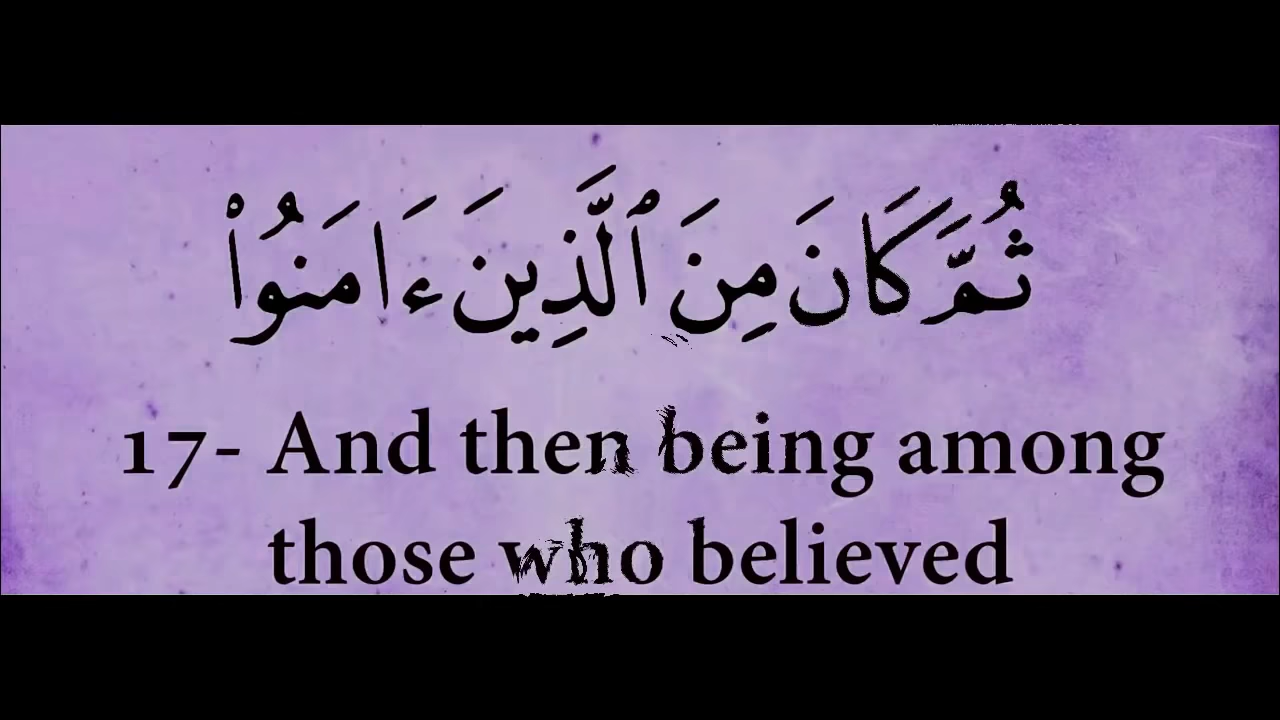 ثُمَّ كَانَ مِنَ ٱلَّذِينَ ءَامَنُوا۟
17- And then being among
those who believed